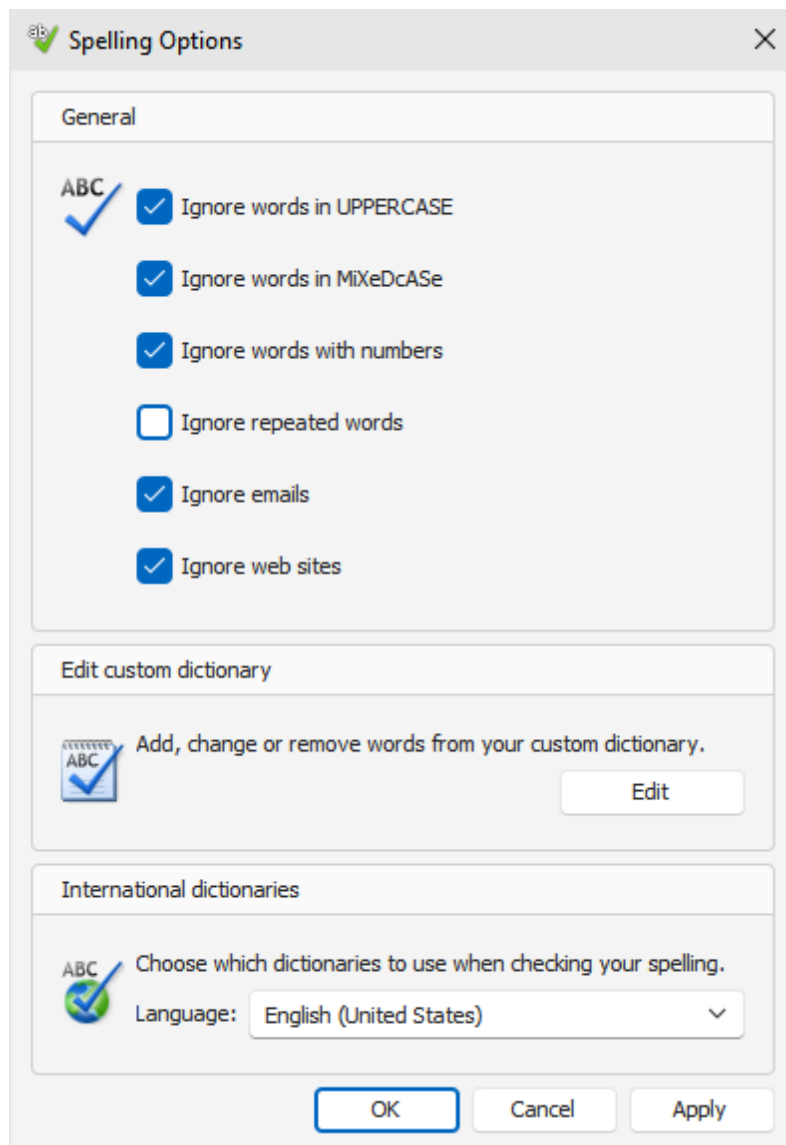 Spelling Options
General
ABC
Ignore words in UPPERCASE
Ignore words in MiXeDcASe
Ignore words with numbers
Ignore repeated words
Ignore emails
Ignore web sites
Edit custom dictionary
ABC
Add, change or remove words from your custom dictionary.
Edit
International dictionaries
ABC
Choose which dictionaries to use when checking your spelling.
Language: English (United States)
OK Cancel Apply